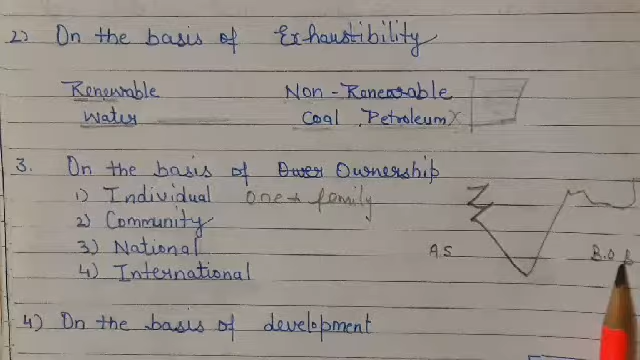 2) On the basis of Exhaustibility
Renewable Non-Renewable
Water Coal, Petroleum X
3. On the basis of Ower Ownership
1) Individual one + family
2) Community
3) National
A.S B.O.B
4) International
4) On the basis of development